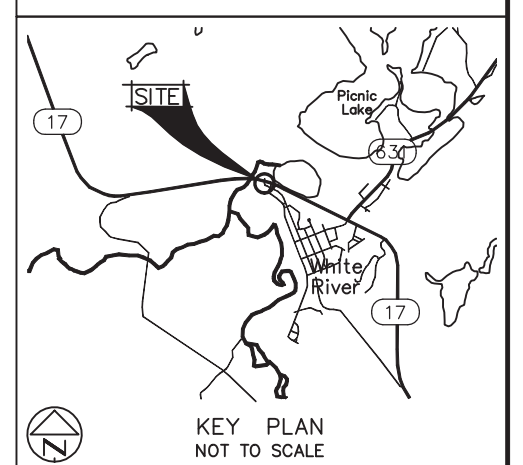 SITE
17
Picnic
Lake
631
White
River
17
N
KEY PLAN
NOT TO SCALE